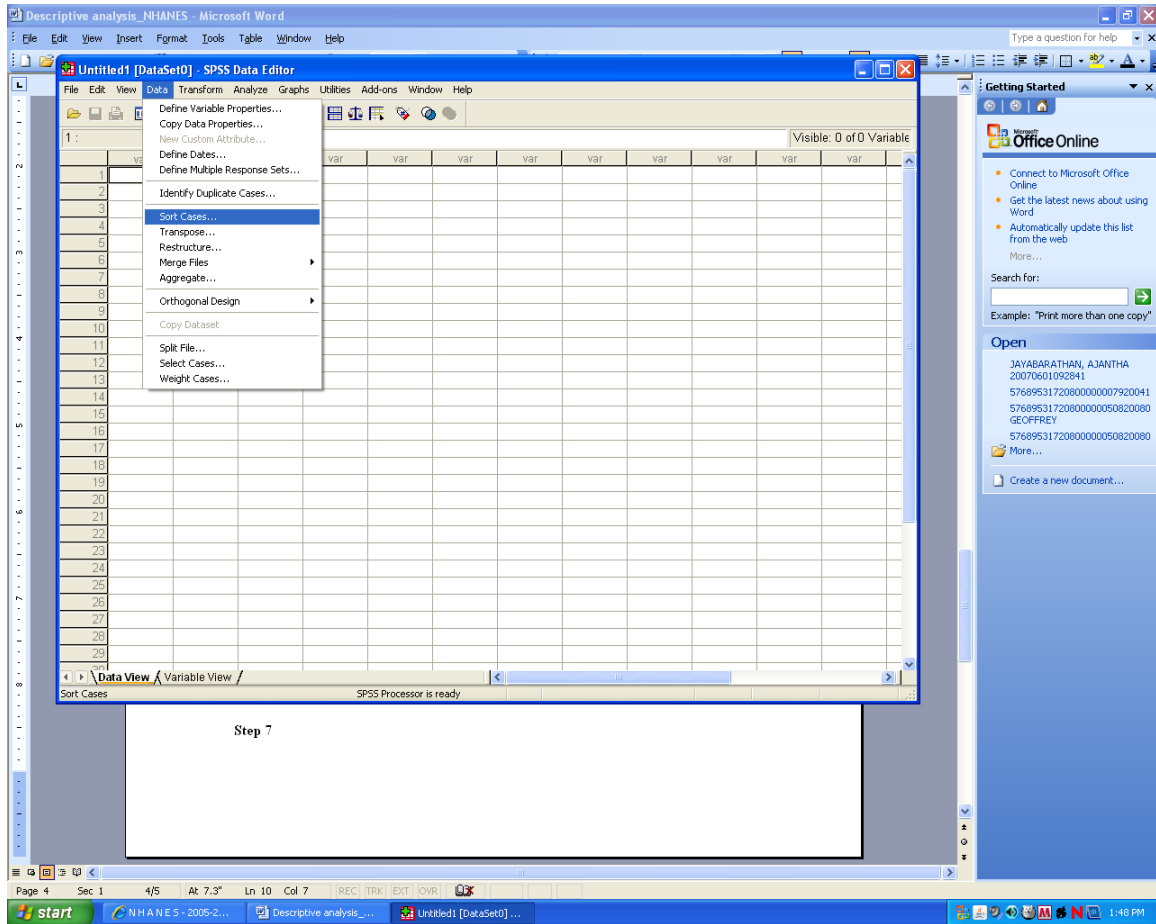 Descriptive analysis_NHANES - Microsoft Word
File Edit View Insert Format Tools Table Window Help
Type a question for help
Untitled1 [DataSet0] - SPSS Data Editor
File Edit View Data Transform Analyze Graphs Utilities Add-ons Window Help
1 :
Visible: 0 of 0 Variable
var var var var var var var var var
Define Variable Properties...
Copy Data Properties...
New Custom Attribute...
Define Dates...
Define Multiple Response Sets...
Identify Duplicate Cases...
Sort Cases...
Transpose...
Restructure...
Merge Files
Aggregate...
Orthogonal Design
Copy Dataset
Split File...
Select Cases...
Weight Cases...
1
2
3
4
5
6
7
8
9
10
11
12
13
14
15
16
17
18
19
20
21
22
23
24
25
26
27
28
29
Data View Variable View
Sort Cases
SPSS Processor is ready
Step 7
Getting Started
Microsoft
Office Online
Connect to Microsoft Office
Online
Get the latest news about using
Word
Automatically update this list
from the web
More...
Search for:
Example: "Print more than one copy"
Open
JAYABARATHAN, AJANTHA
20070601092841
57689531720800000007920041
57689531720800000050820080
GEOFFREY
57689531720800000050820080
More...
Create a new document...
Page 4 Sec 1 4/5 At 7.3" Ln 10 Col 7 REC TRK EXT OVR
start
N H A N E S - 2005-2...
Descriptive analysis_...
Untitled1 [DataSet0] ...
1:48 PM